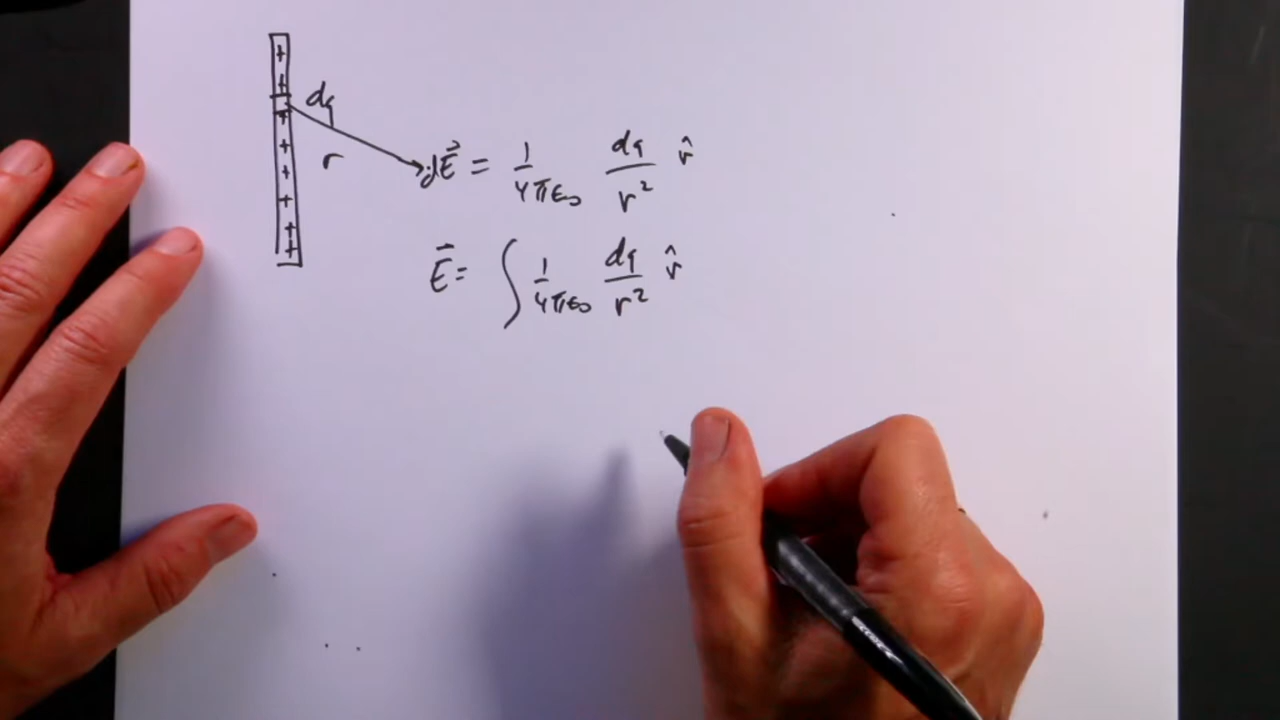 +
+
dq
+
+
r
dE⃗ = 1/4πε₀ dq/r² r̂
+
+
+
+
E⃗ = ∫ 1/4πε₀ dq/r² r̂